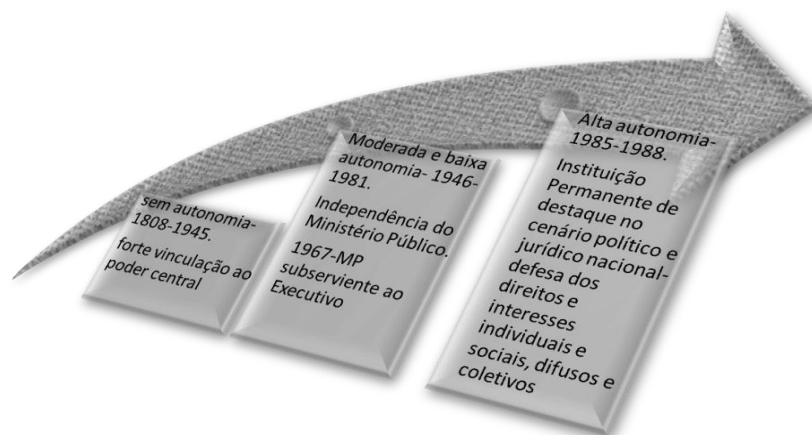 sem autonomia-
1808-1945.
forte vinculação ao
poder central
Moderada e baixa
autonomia- 1946-
1981.
Independência do
Ministério Público.
1967-MP
subserviente ao
Executivo
Alta autonomia-
1985-1988.
Instituição
Permanente de
destaque no
cenário político e
jurídico nacional-
defesa dos
direitos e
interesses
individuais e
sociais, difusos e
coletivos